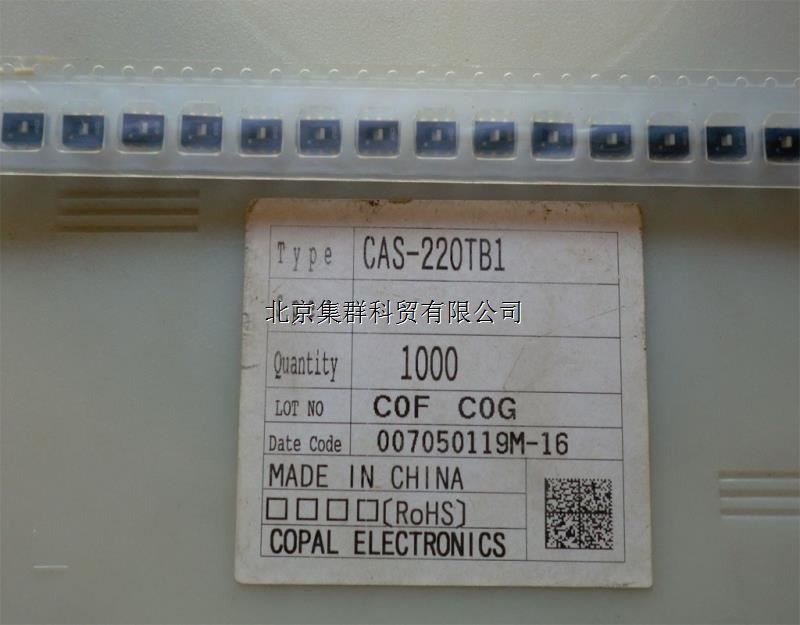 Type CAS-220TB1
北京集群科贸有限公司
Quantity 1000
LOT NO COF COG
Date Code 007050119M-16
MADE IN CHINA
□□□□(RoHS)
COPAL ELECTRONICS